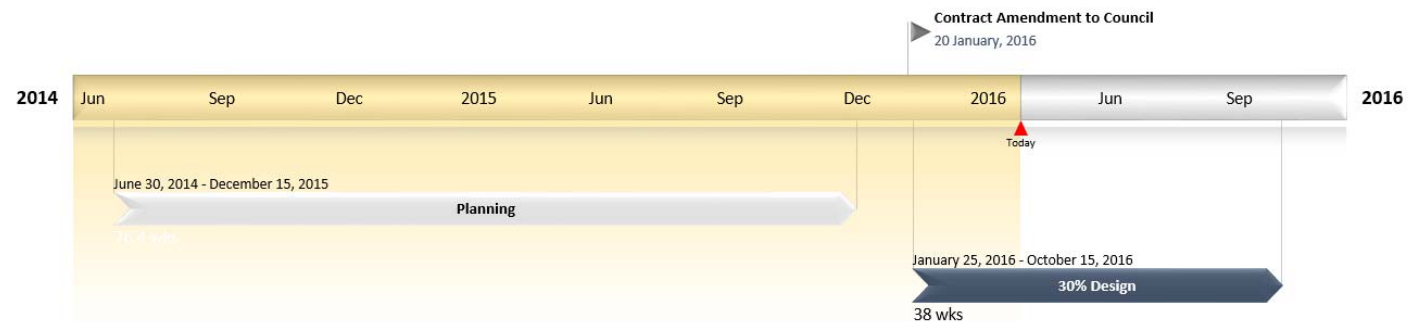 Contract Amendment to Council
20 January, 2016
2014 Jun Sep Dec 2015 Jun Sep Dec 2016 Jun Sep 2016
Today
June 30, 2014 - December 15, 2015
Planning
wks
January 25, 2016 - October 15, 2016
30% Design
38 wks